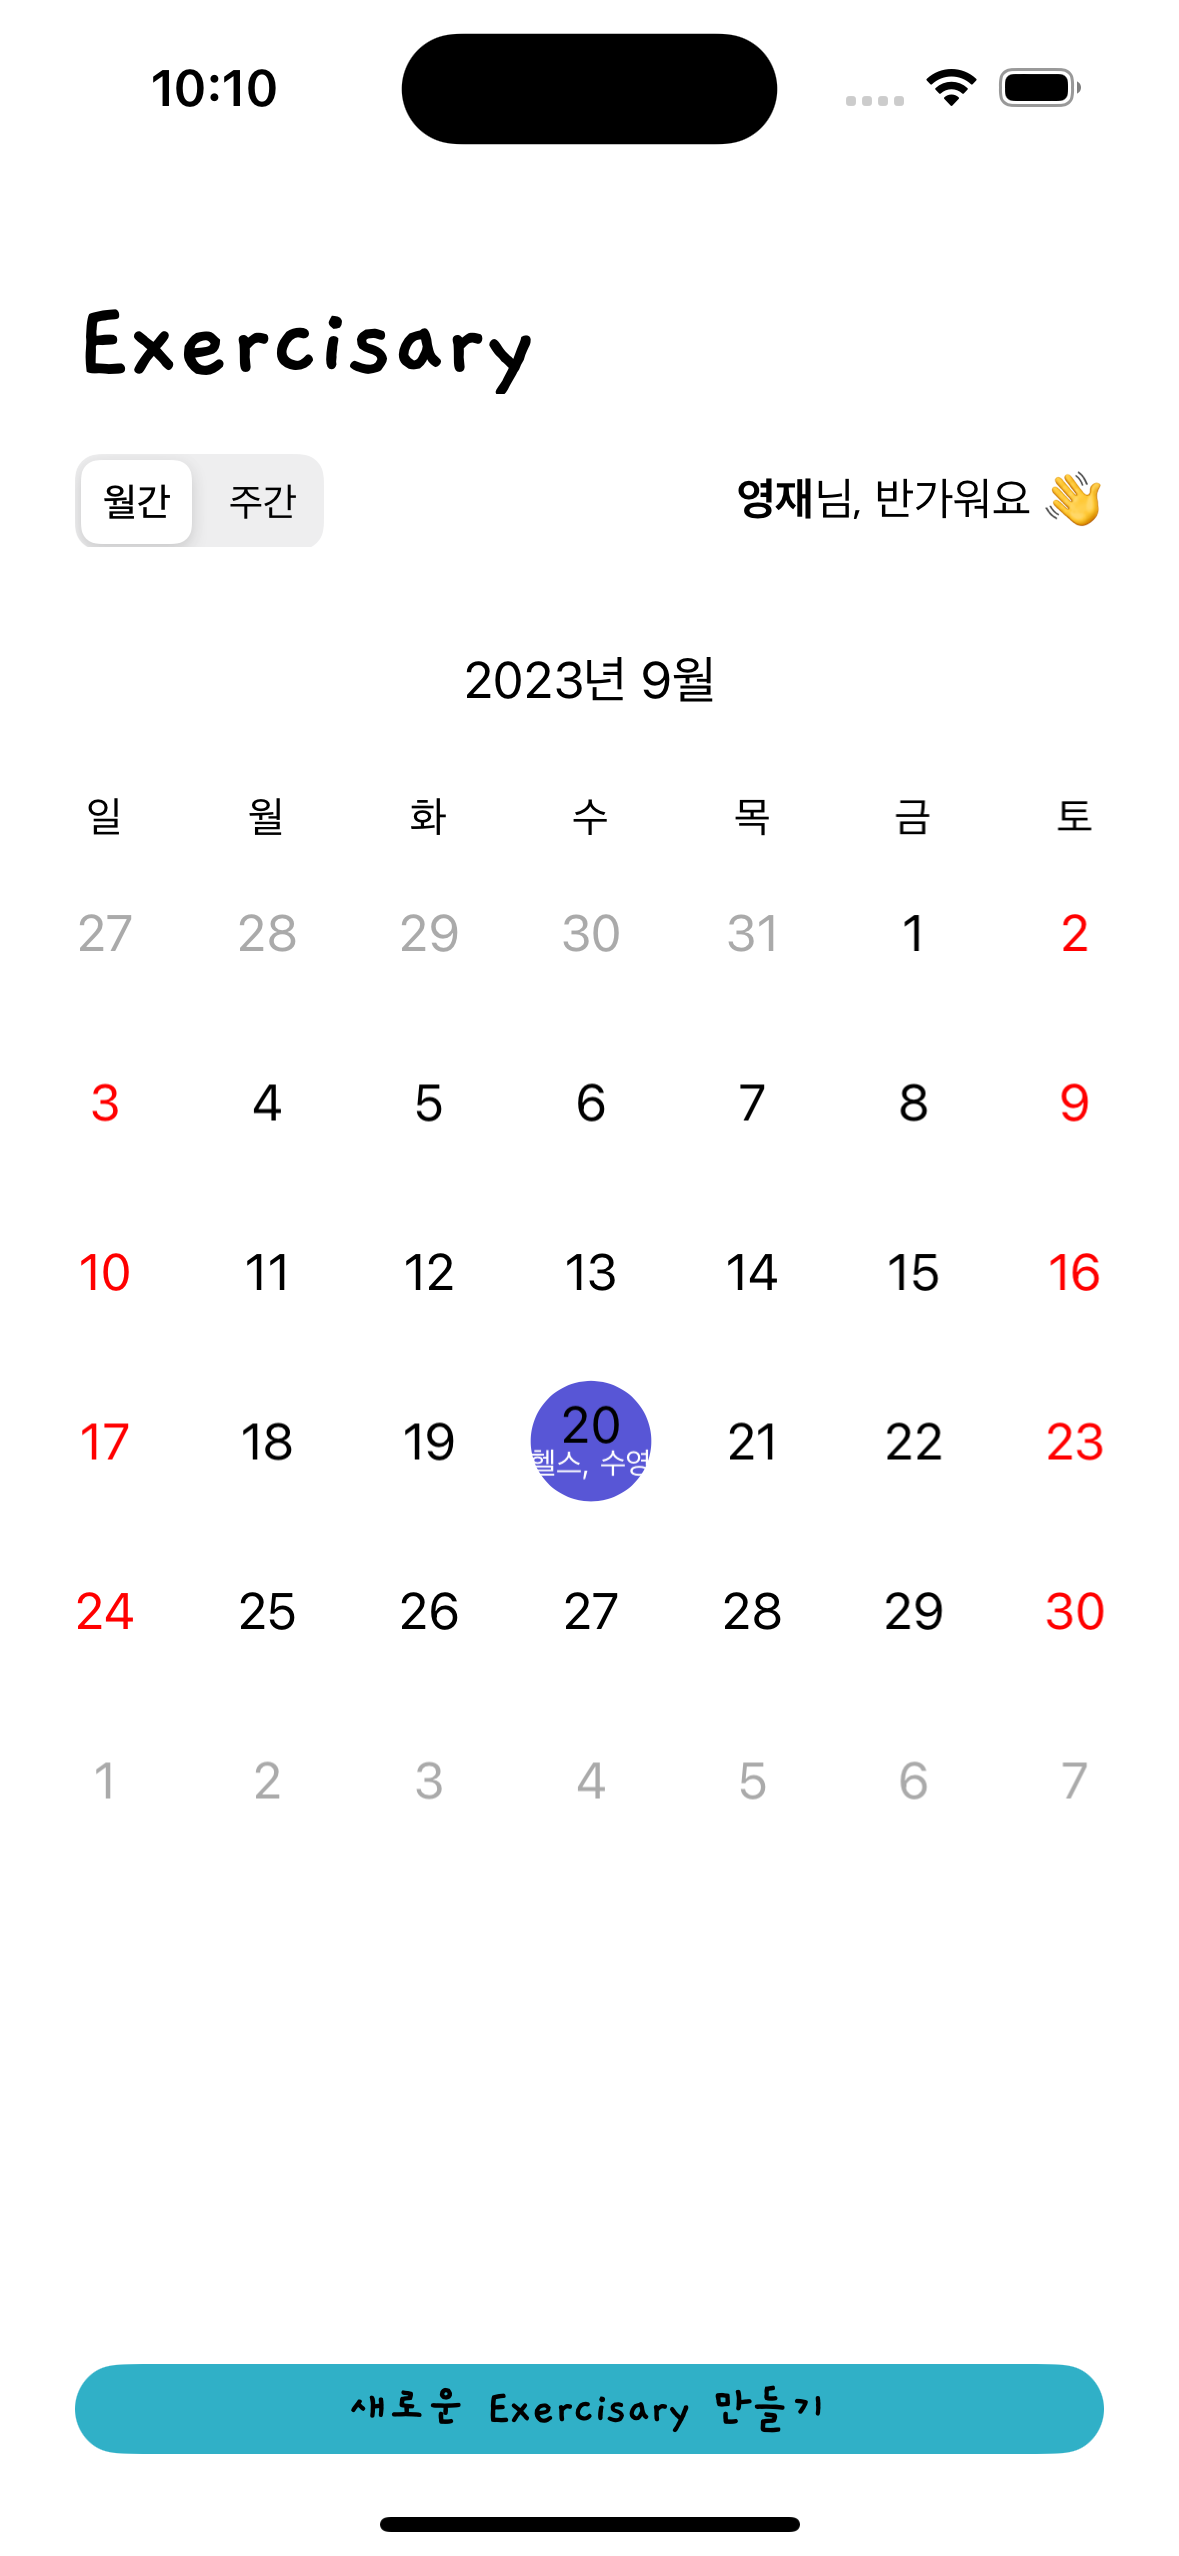 10:10
Exercisary
월간 주간 영재님, 반가워요 👋
2023년 9월
일 월 화 수 목 금 토
27 28 29 30 31 1 2
3 4 5 6 7 8 9
10 11 12 13 14 15 16
17 18 19 20 21 22 23
헬스, 수영
24 25 26 27 28 29 30
1 2 3 4 5 6 7
새로운 Exercisary 만들기